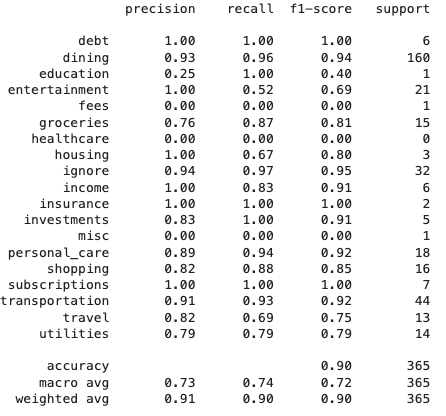 precision recall f1-score support
debt 1.00 1.00 1.00 6
dining 0.93 0.96 0.94 160
education 0.25 1.00 0.40 1
entertainment 1.00 0.52 0.69 21
fees 0.00 0.00 0.00 1
groceries 0.76 0.87 0.81 15
healthcare 0.00 0.00 0.00 0
housing 1.00 0.67 0.80 3
ignore 0.94 0.97 0.95 32
income 1.00 0.83 0.91 6
insurance 1.00 1.00 1.00 2
investments 0.83 1.00 0.91 5
misc 0.00 0.00 0.00 1
personal_care 0.89 0.94 0.92 18
shopping 0.82 0.88 0.85 16
subscriptions 1.00 1.00 1.00 7
transportation 0.91 0.93 0.92 44
travel 0.82 0.69 0.75 13
utilities 0.79 0.79 0.79 14
accuracy 0.90 365
macro avg 0.73 0.74 0.72 365
weighted avg 0.91 0.90 0.90 365